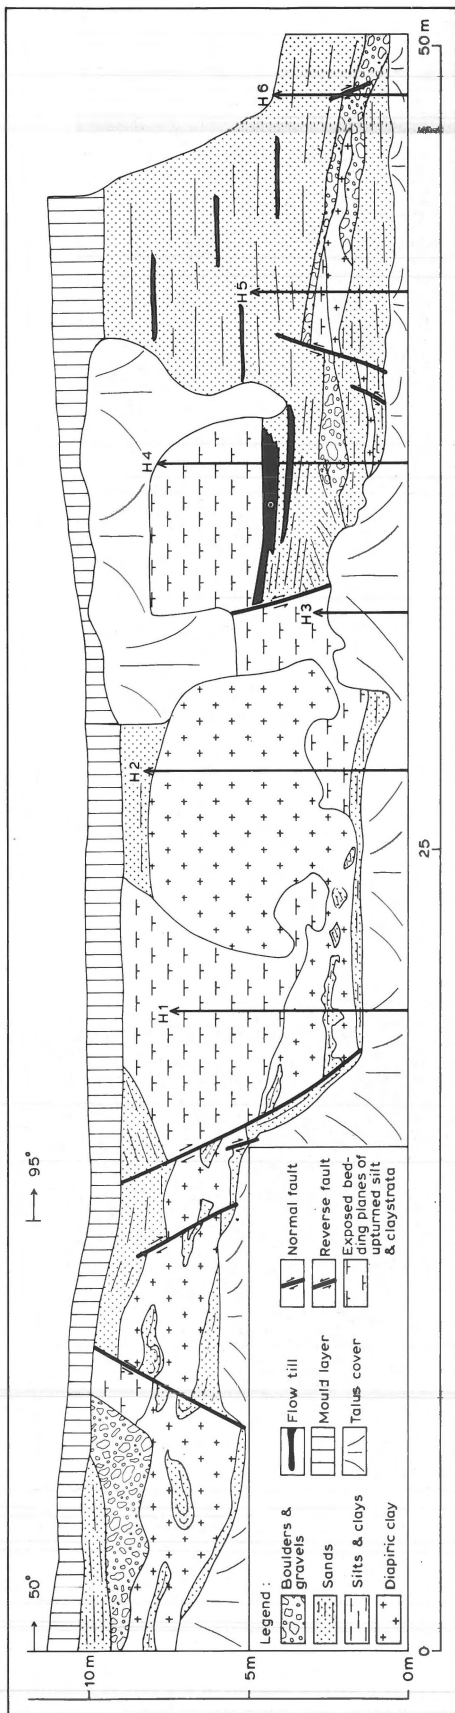 50°
95°
H1
H2
H3
H4
H5
H6
10 m
5m
0m
0
25
50 m
Legend :
Boulders & gravels
Sands
Silts & clays
Diapiric clay
Flow till
Mould layer
Talus cover
Normal fault
Reverse fault
Exposed bed-
ding planes of
upturned silt
& claystrata